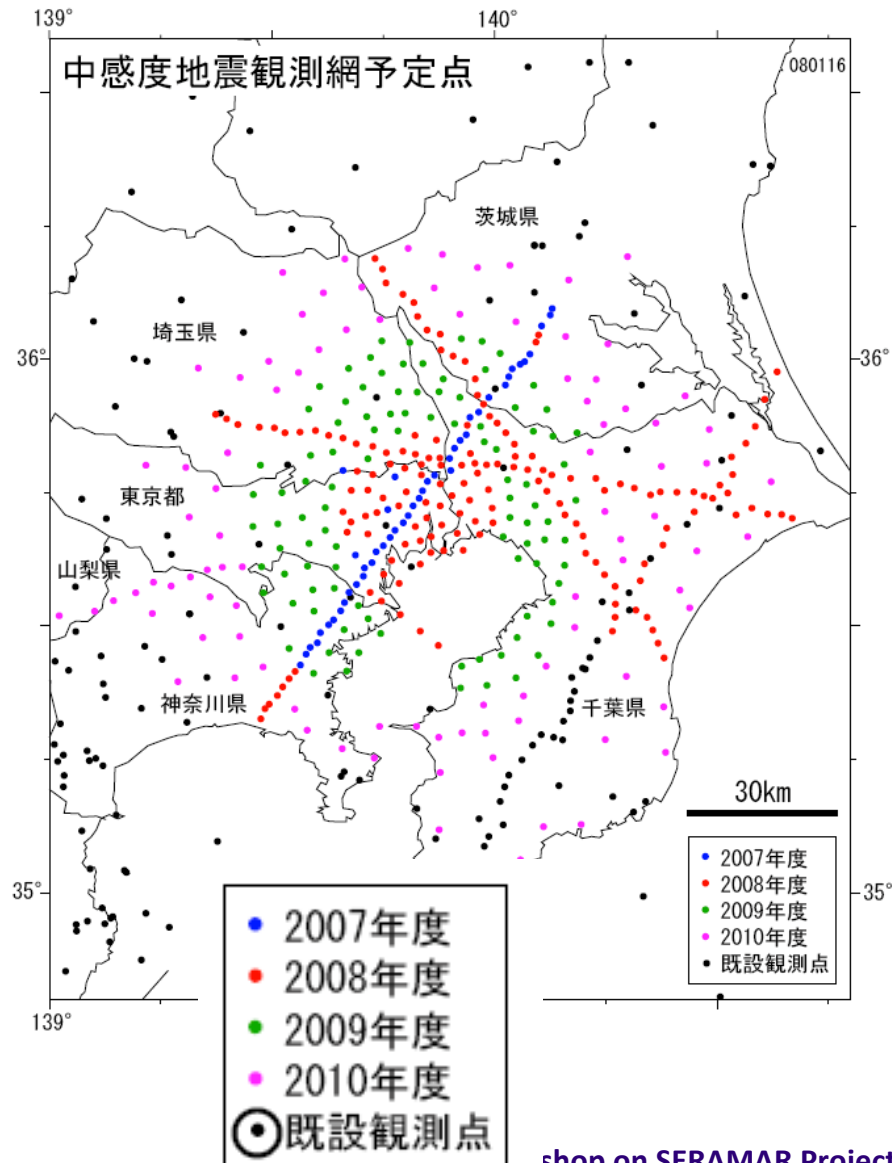 139°
140°
中感度地震観測網予定点
080116
茨城県
埼玉県
36°
36°
東京都
山梨県
神奈川県
千葉県
30km
2007年度
2008年度
2009年度
2010年度
既設観測点
35°
35°
139°
2007年度
2008年度
2009年度
2010年度
既設観測点
shop on SERAMAR Project